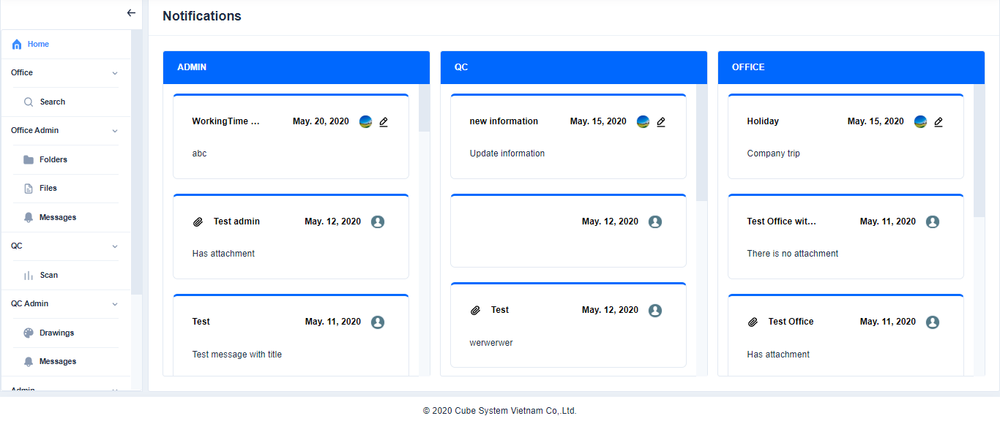 Notifications
Home
Office
Search
Office Admin
Folders
Files
Messages
QC
Scan
QC Admin
Drawings
Messages
Admin
ADMIN
WorkingTime ... May. 20, 2020
abc
Test admin May. 12, 2020
Has attachment
Test May. 11, 2020
Test message with title
QC
new information May. 15, 2020
Update information
May. 12, 2020
Test May. 12, 2020
werwerwer
OFFICE
Holiday May. 15, 2020
Company trip
Test Office wit... May. 11, 2020
There is no attachment
Test Office May. 11, 2020
Has attachment
© 2020 Cube System Vietnam Co,.Ltd.